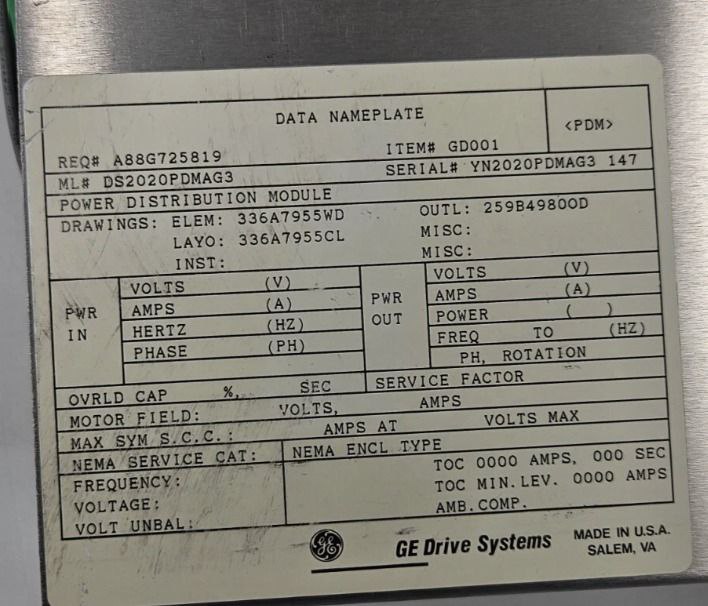 DATA NAMEPLATE
<PDM>
REQ# A88G725819 ITEM# GD001
ML# DS2020PDMAG3 SERIAL# YN2020PDMAG3 147
POWER DISTRIBUTION MODULE
DRAWINGS: ELEM: 336A7955WD OUTL: 259B4980OD
LAYO: 336A7955CL MISC:
INST: MISC:
PWR IN
VOLTS (V)
AMPS (A)
HERTZ (HZ)
PHASE (PH)
PWR OUT
VOLTS (V)
AMPS (A)
POWER ( )
FREQ TO (HZ)
PH, ROTATION
OVRLD CAP %, SEC SERVICE FACTOR
MOTOR FIELD: VOLTS, AMPS
MAX SYM S.C.C.: AMPS AT VOLTS MAX
NEMA SERVICE CAT: NEMA ENCL TYPE
FREQUENCY: TOC 0000 AMPS, 000 SEC
VOLTAGE: TOC MIN.LEV. 0000 AMPS
VOLT UNBAL: AMB.COMP.
GE GE Drive Systems MADE IN U.S.A.
SALEM, VA